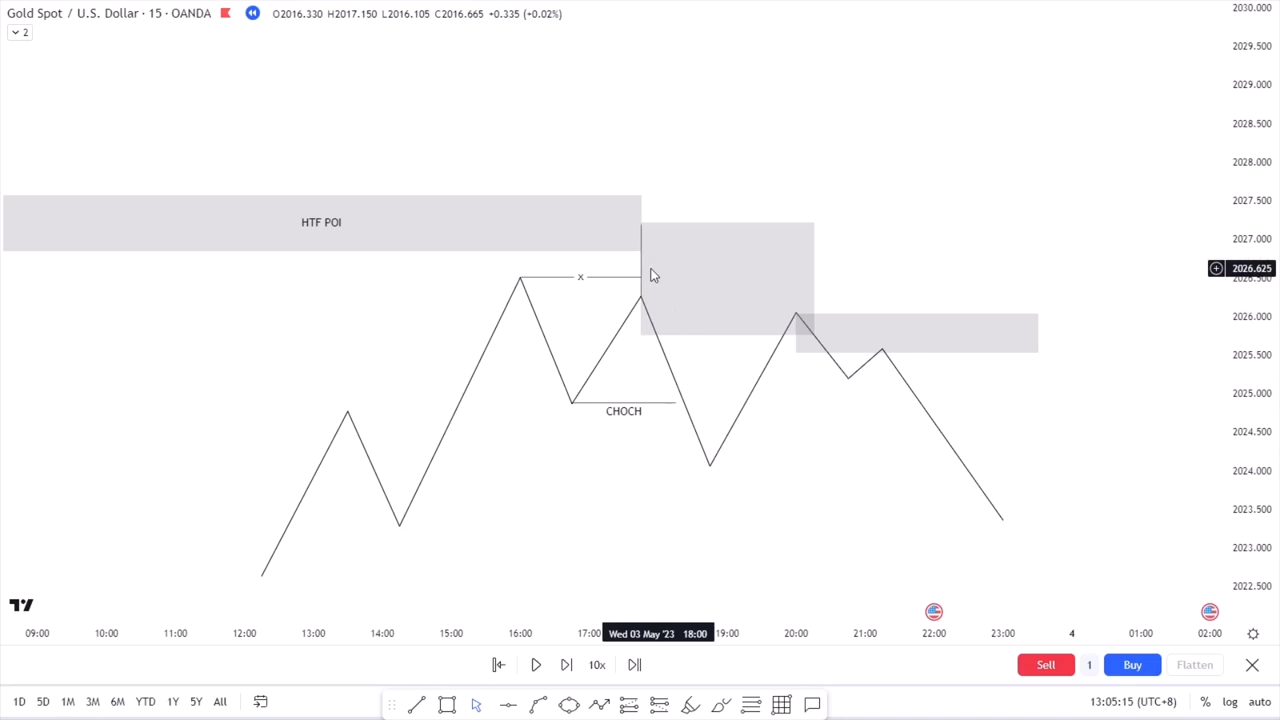 Gold Spot / U.S. Dollar · 15 · OANDA O2016.330 H2017.150 L2016.105 C2016.665 +0.335 (+0.02%)
2
2030.000
2029.500
2029.000
2028.500
2028.000
2027.500
HTF POI
2027.000
x
2026.625
2026.500
2026.000
2025.500
2025.000
CHOCH
2024.500
2024.000
2023.500
2023.000
2022.500
09:00 10:00 11:00 12:00 13:00 14:00 15:00 16:00 17:00 Wed 03 May '23 18:00 19:00 20:00 21:00 22:00 23:00 4 01:00 02:00
10x Sell 1 Buy Flatten
1D 5D 1M 3M 6M YTD 1Y 5Y All 13:05:15 (UTC+8) % log auto